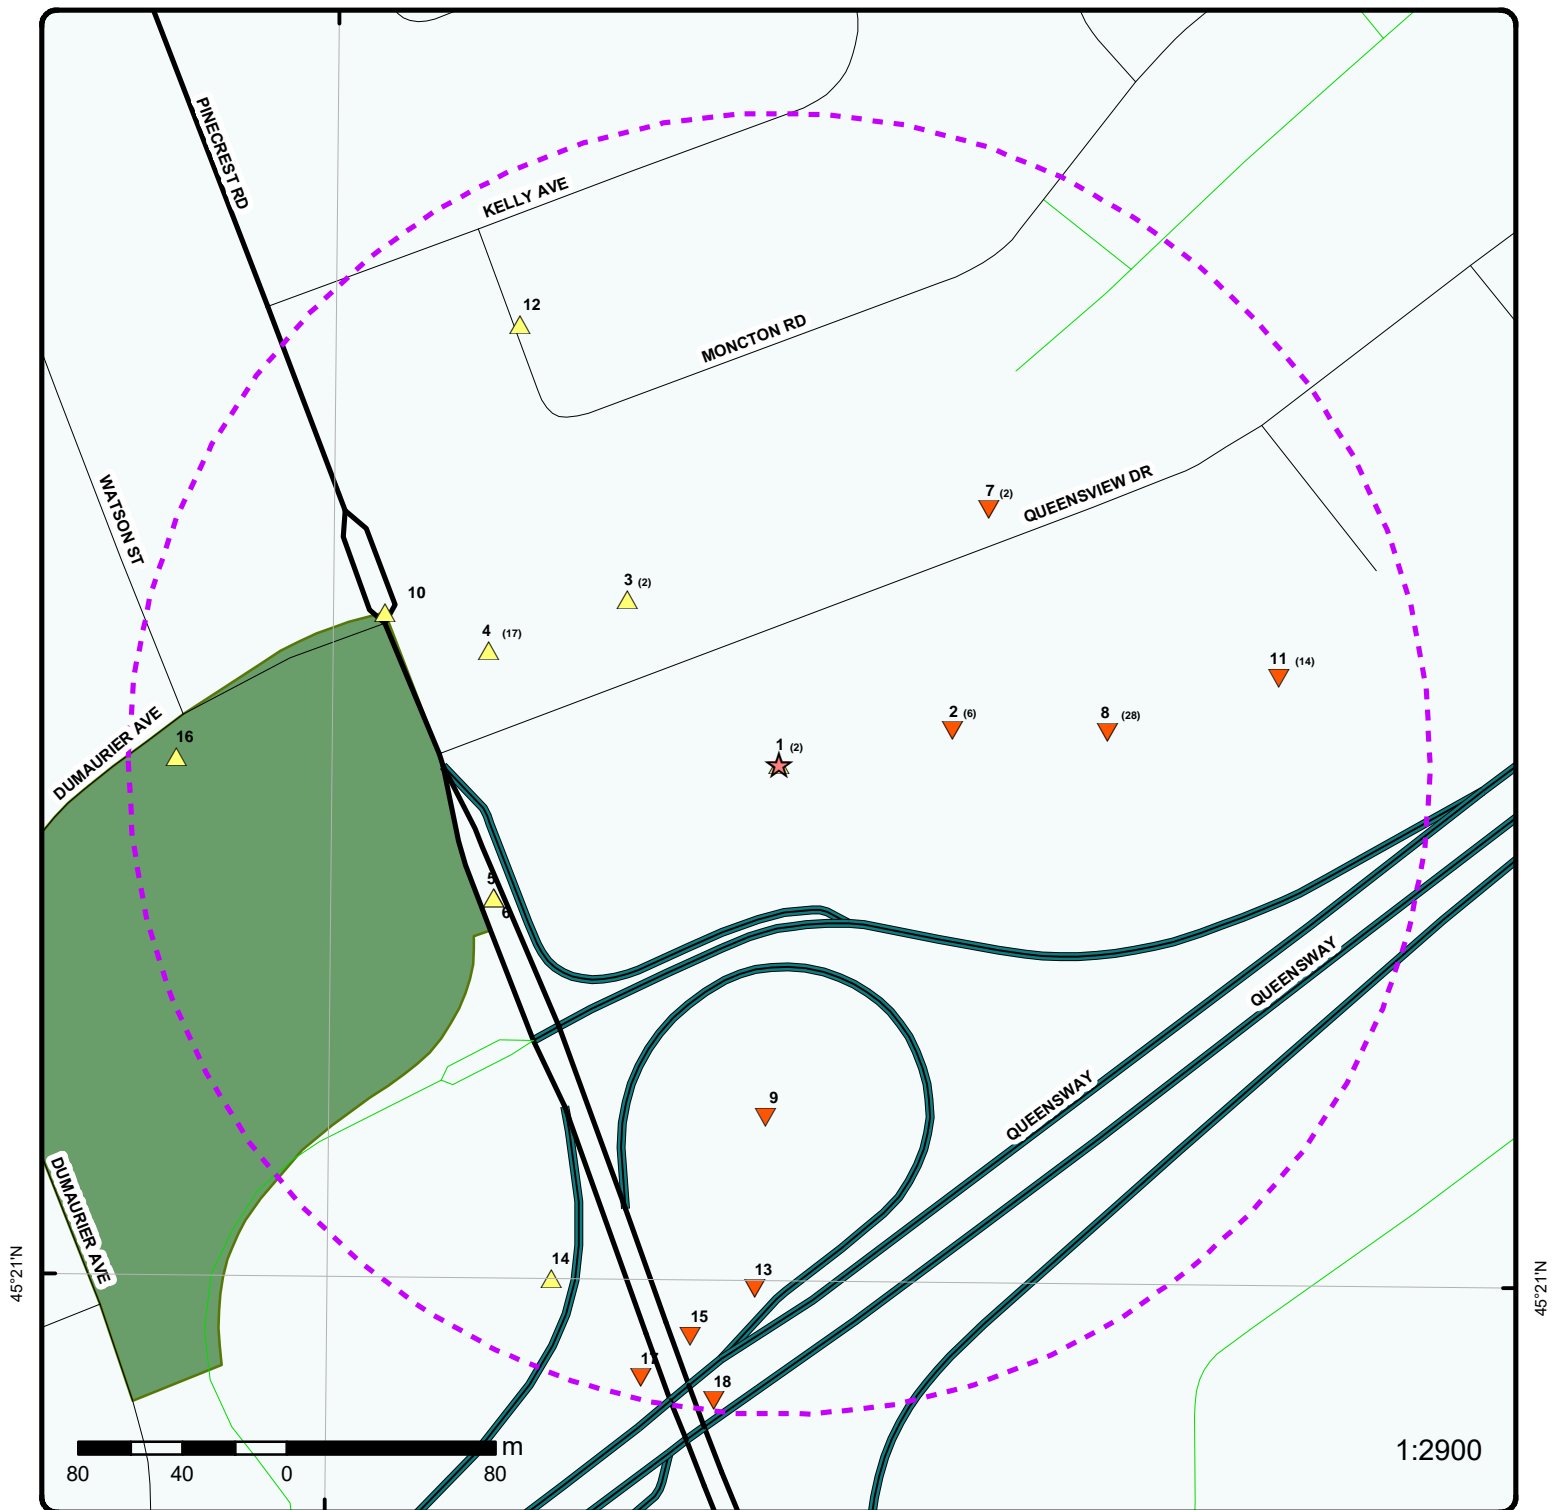 PINECREST RD
KELLY AVE
12
MONCTON RD
WATSON ST
7 (2)
QUEENSVIEW DR
10
3 (2)
4 (17)
11 (14)
2 (6)
8 (28)
1 (2)
DUMAURIER AVE
16
5
6
QUEENSWAY
QUEENSWAY
9
DUMAURIER AVE
45°21'N
45°21'N
14
13
15
17
18
m
80 40 0 80
1:2900